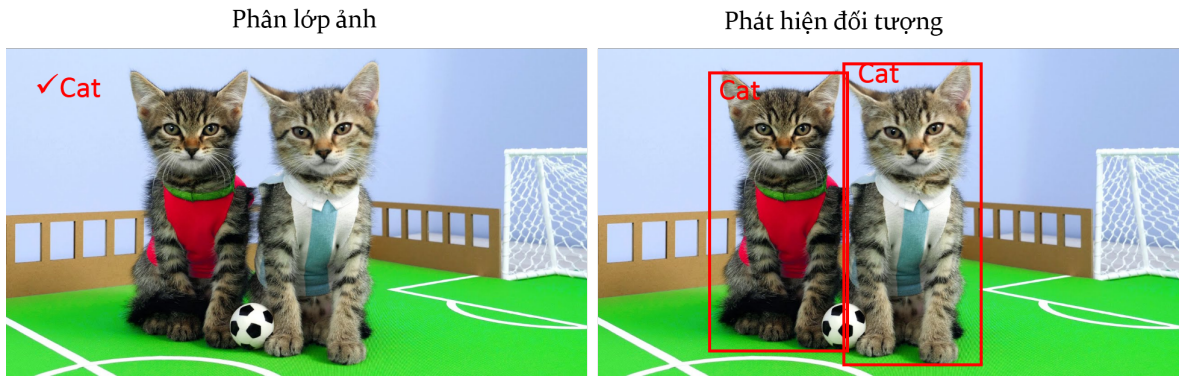 Phân lớp ảnh
Phát hiện đối tượng
✓Cat
Cat
Cat